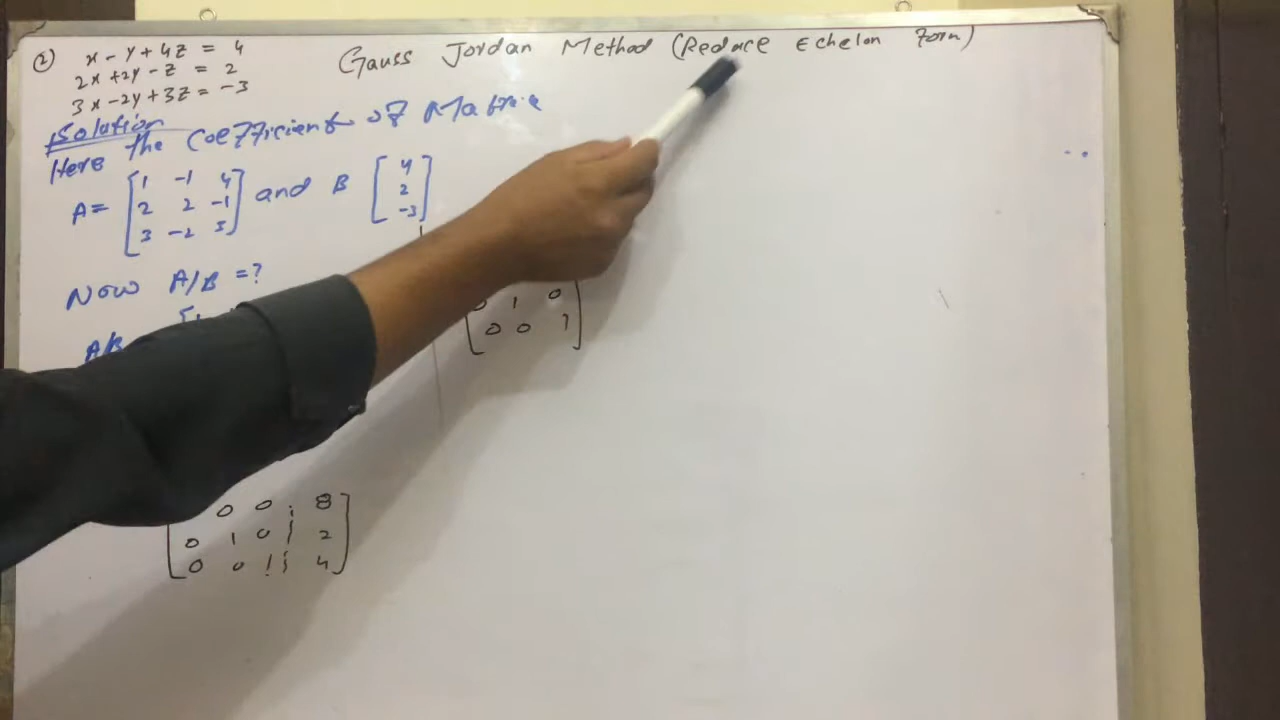 ② x - y + 4z = 4
2x + 2y - z = 2
3x - 2y + 3z = -3
Gauss Jordan Method (Reduce Echelon Form)
Solution
Here the Coefficient of Matrix
A= [1 -1 4] and B [4]
2 2 -1 2
3 -2 3 -3
Now A/B =?
A/B
0 1 0
0 0 1
0 0 8
0 1 0 2
0 0 1 4